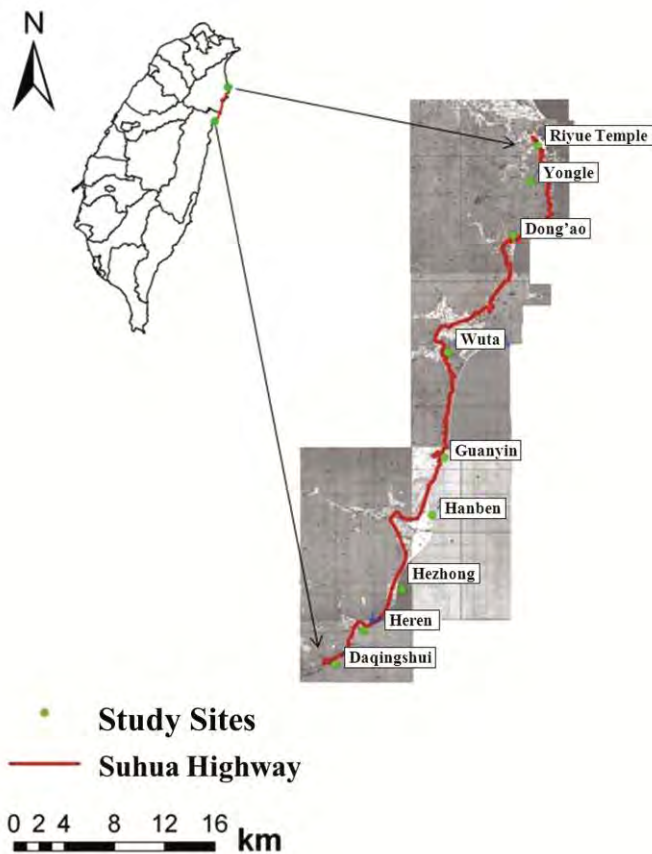 N
Riyue Temple
Yongle
Dong'ao
Wuta
Guanyin
Hanben
Hezhong
Heren
Daqingshui
Study Sites
Suhua Highway
0 2 4 8 12 16 km